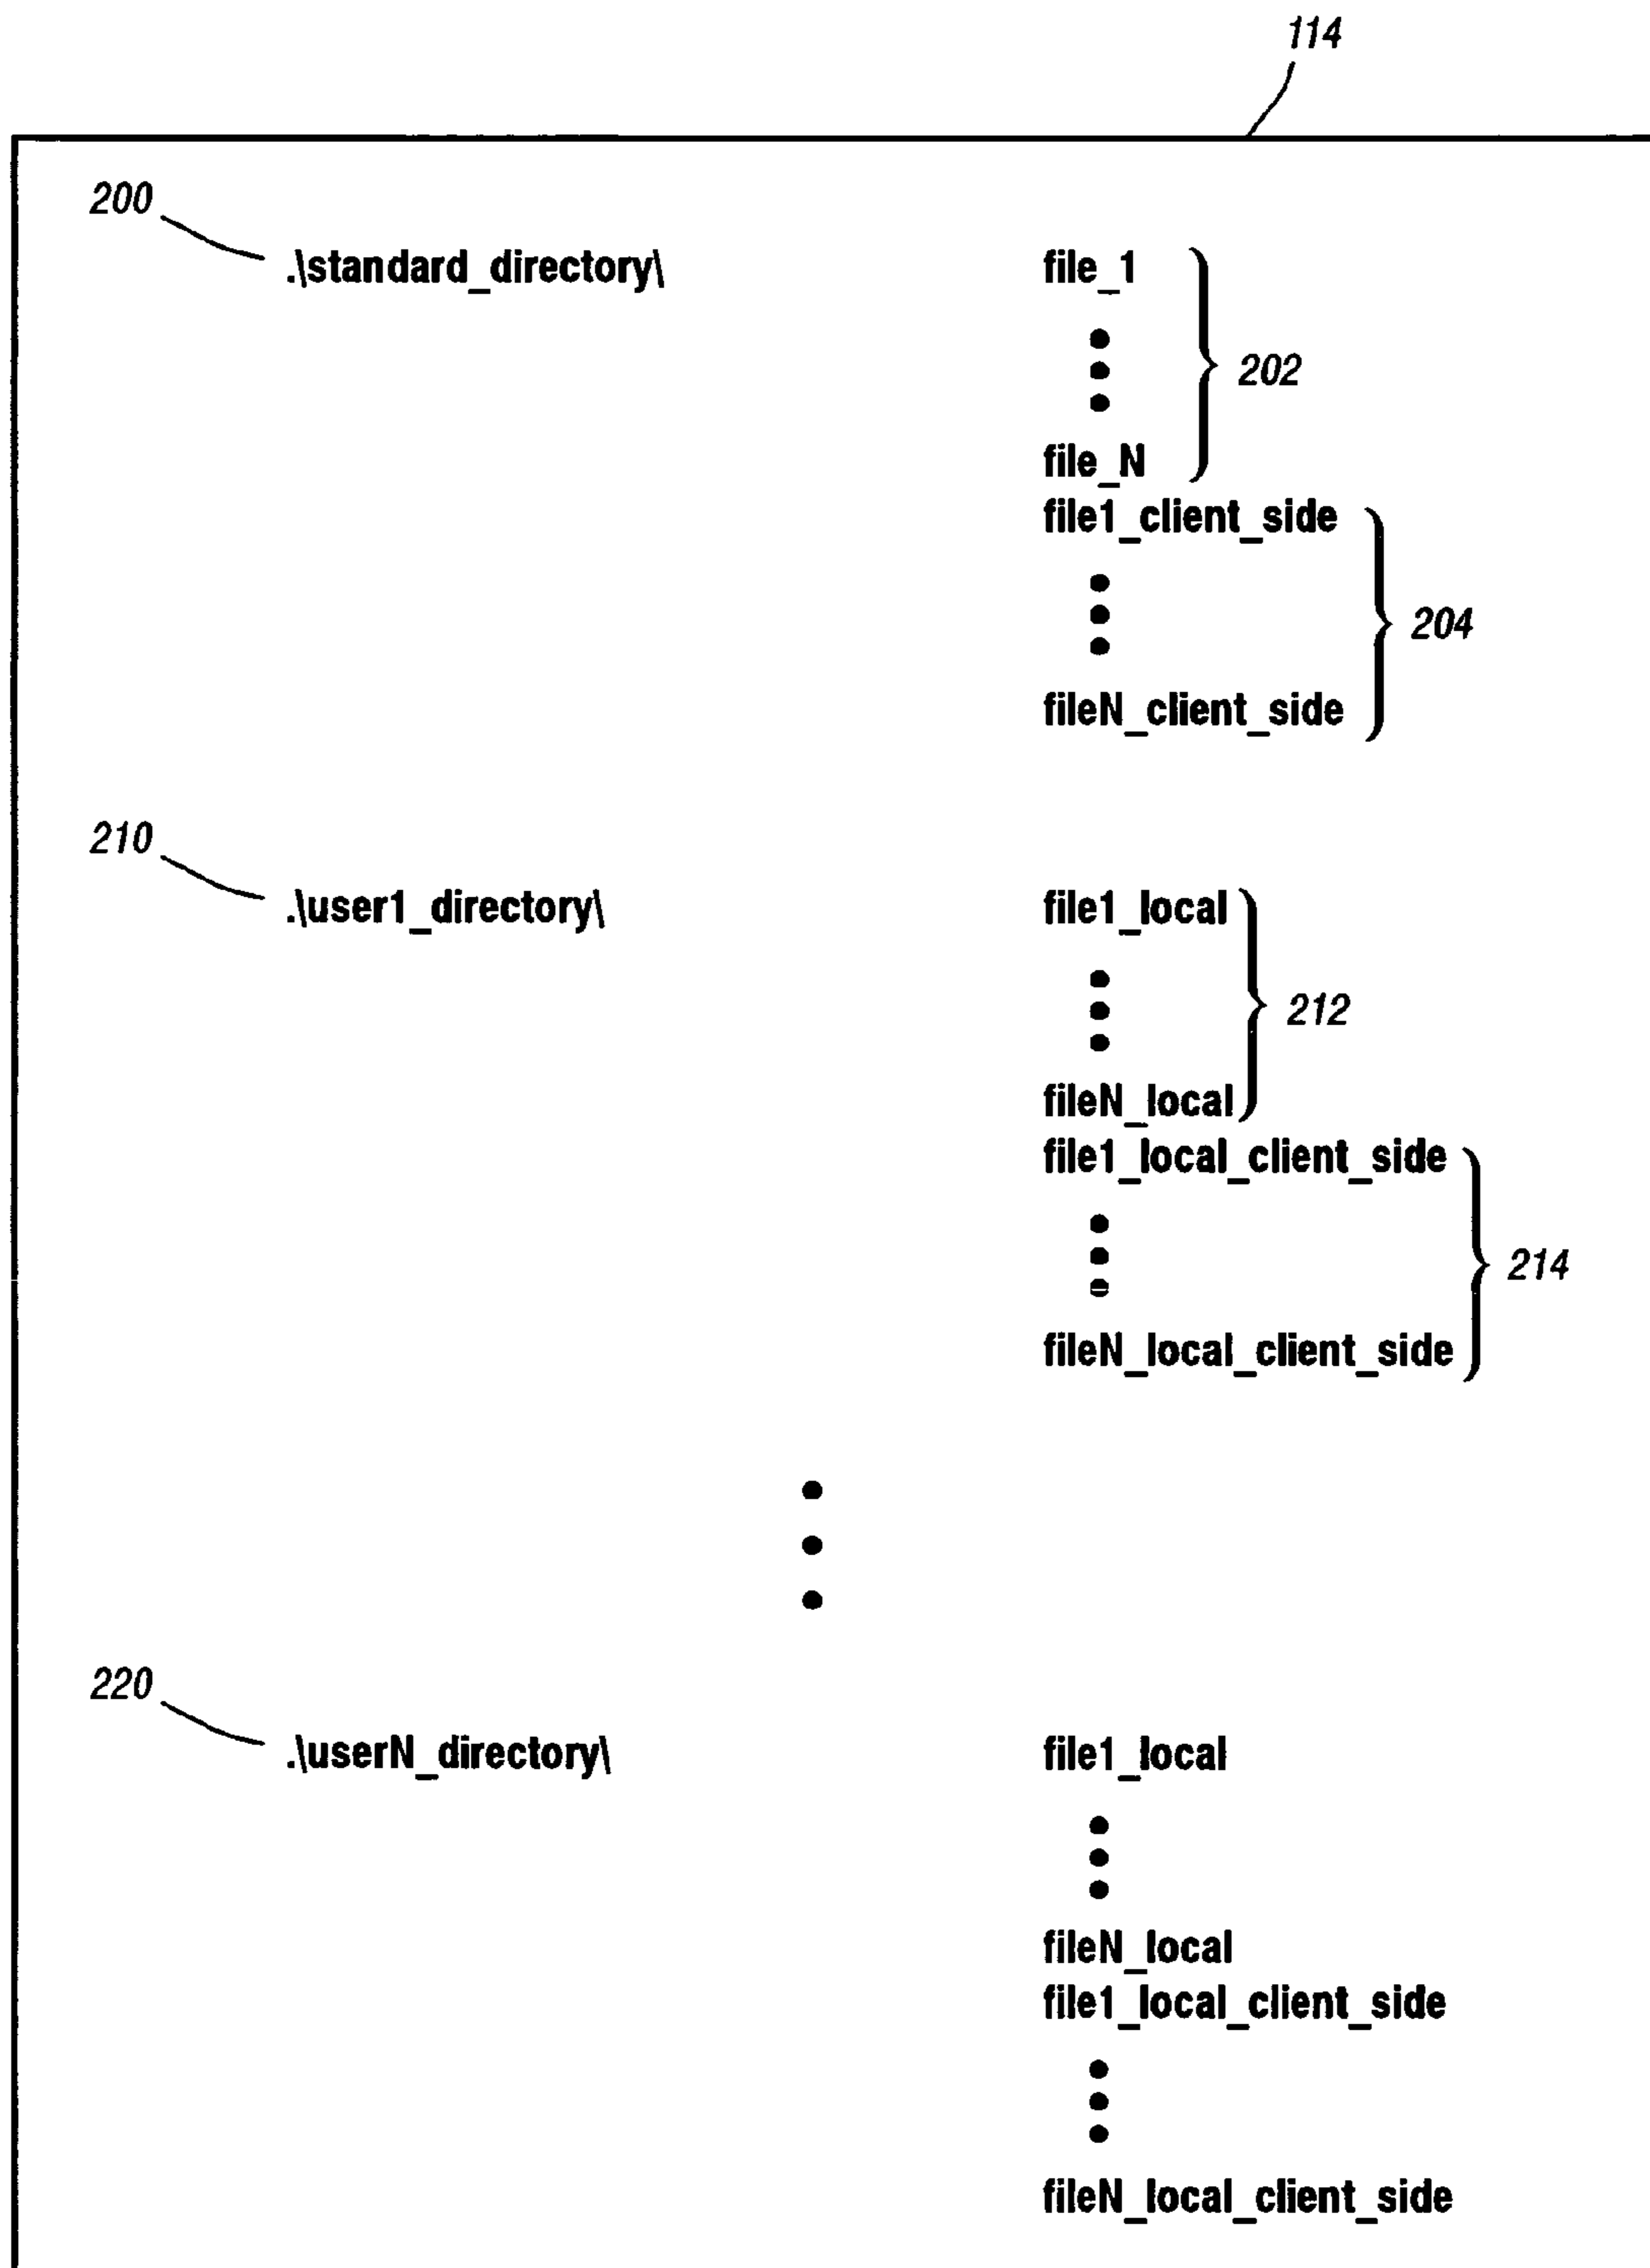 114
200
.\standard_directory\ file_1
202
file_N
file1_client_side
204
fileN_client_side
210
.\user1_directory\ file1_local
212
fileN_local
file1_local_client_side
214
fileN_local_client_side
220
.\userN_directory\ file1_local
fileN_local
file1_local_client_side
fileN_local_client_side